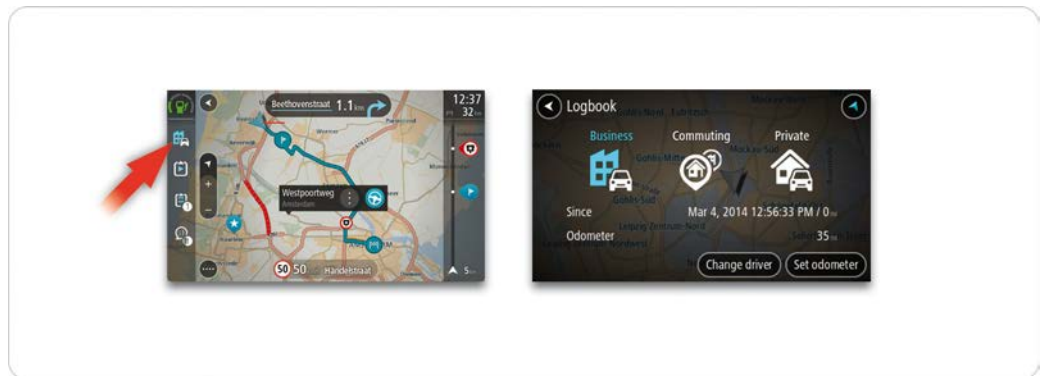 Beethovenstraat 1.1 km
12:37
32
Westpoortweg
Amsterdam
50 50 Handelstraat
5
Logbook
Business Commuting Private
Since Mar 4, 2014 12:56:33 PM / 0 mi
Odometer 35 mi
Change driver Set odometer